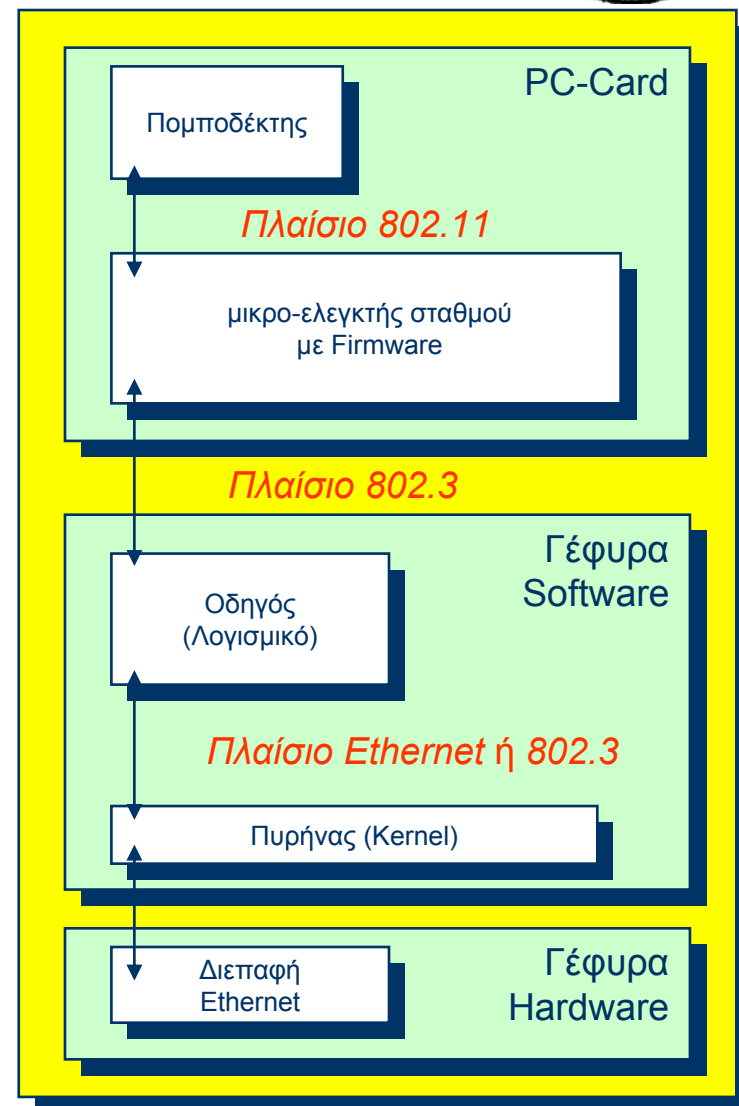 PC-Card
Πομποδέκτης
Πλαίσιο 802.11
μικρο-ελεγκτής σταθμού
με Firmware
Πλαίσιο 802.3
Γέφυρα
Software
Οδηγός
(Λογισμικό)
Πλαίσιο Ethernet ή 802.3
Πυρήνας (Kernel)
Γέφυρα
Hardware
Διεπαφή
Ethernet